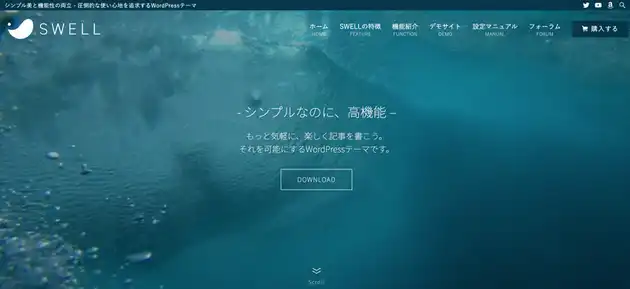 シンプル美と機能性の両立 - 圧倒的な使い心地を追求するWordPressテーマ
SWELL
ホーム SWELLの特徴 機能紹介 デモサイト 設定マニュアル フォーラム 購入する
HOME FEATURE FUNCTION DEMO MANUAL FORUM
- シンプルなのに、高機能 –
もっと気軽に、楽しく記事を書こう。
それを可能にするWordPressテーマです。
DOWNLOAD
Scroll